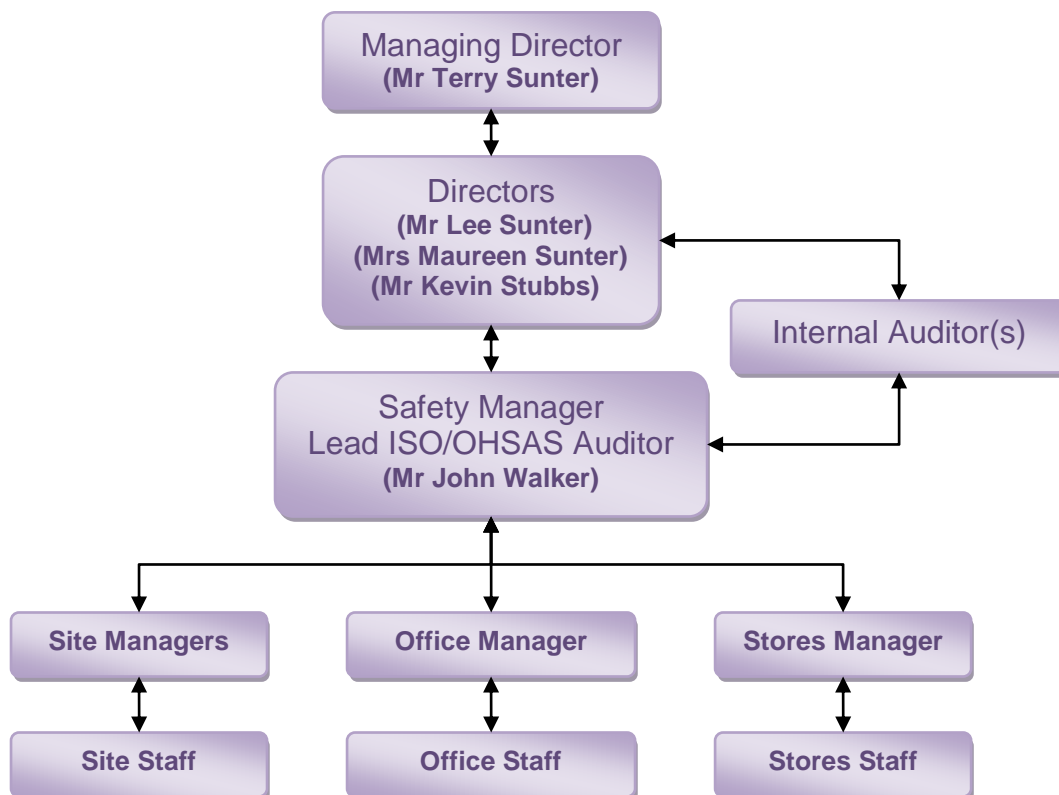 Managing Director
(Mr Terry Sunter)
Directors
(Mr Lee Sunter)
(Mrs Maureen Sunter)
(Mr Kevin Stubbs)
Internal Auditor(s)
Safety Manager
Lead ISO/OHSAS Auditor
(Mr John Walker)
Site Managers
Office Manager
Stores Manager
Site Staff
Office Staff
Stores Staff